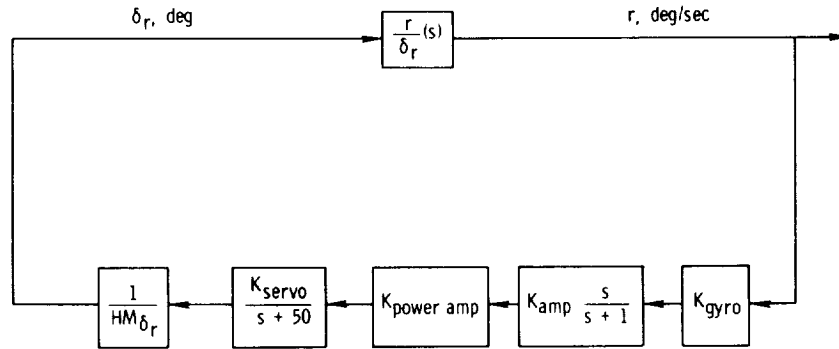 δr, deg
r, deg/sec
r
δr (s)
1
HMδr
Kservo
s + 50
Kpower amp
Kamp s
s + 1
Kgyro